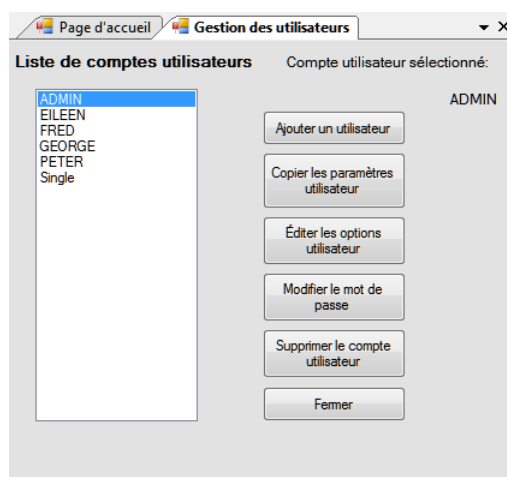 Page d'accueil Gestion des utilisateurs
Liste de comptes utilisateurs Compte utilisateur sélectionné:
ADMIN
ADMIN
EILEEN
FRED
GEORGE
PETER
Single
Ajouter un utilisateur
Copier les paramètres
utilisateur
Éditer les options
utilisateur
Modifier le mot de
passe
Supprimer le compte
utilisateur
Fermer